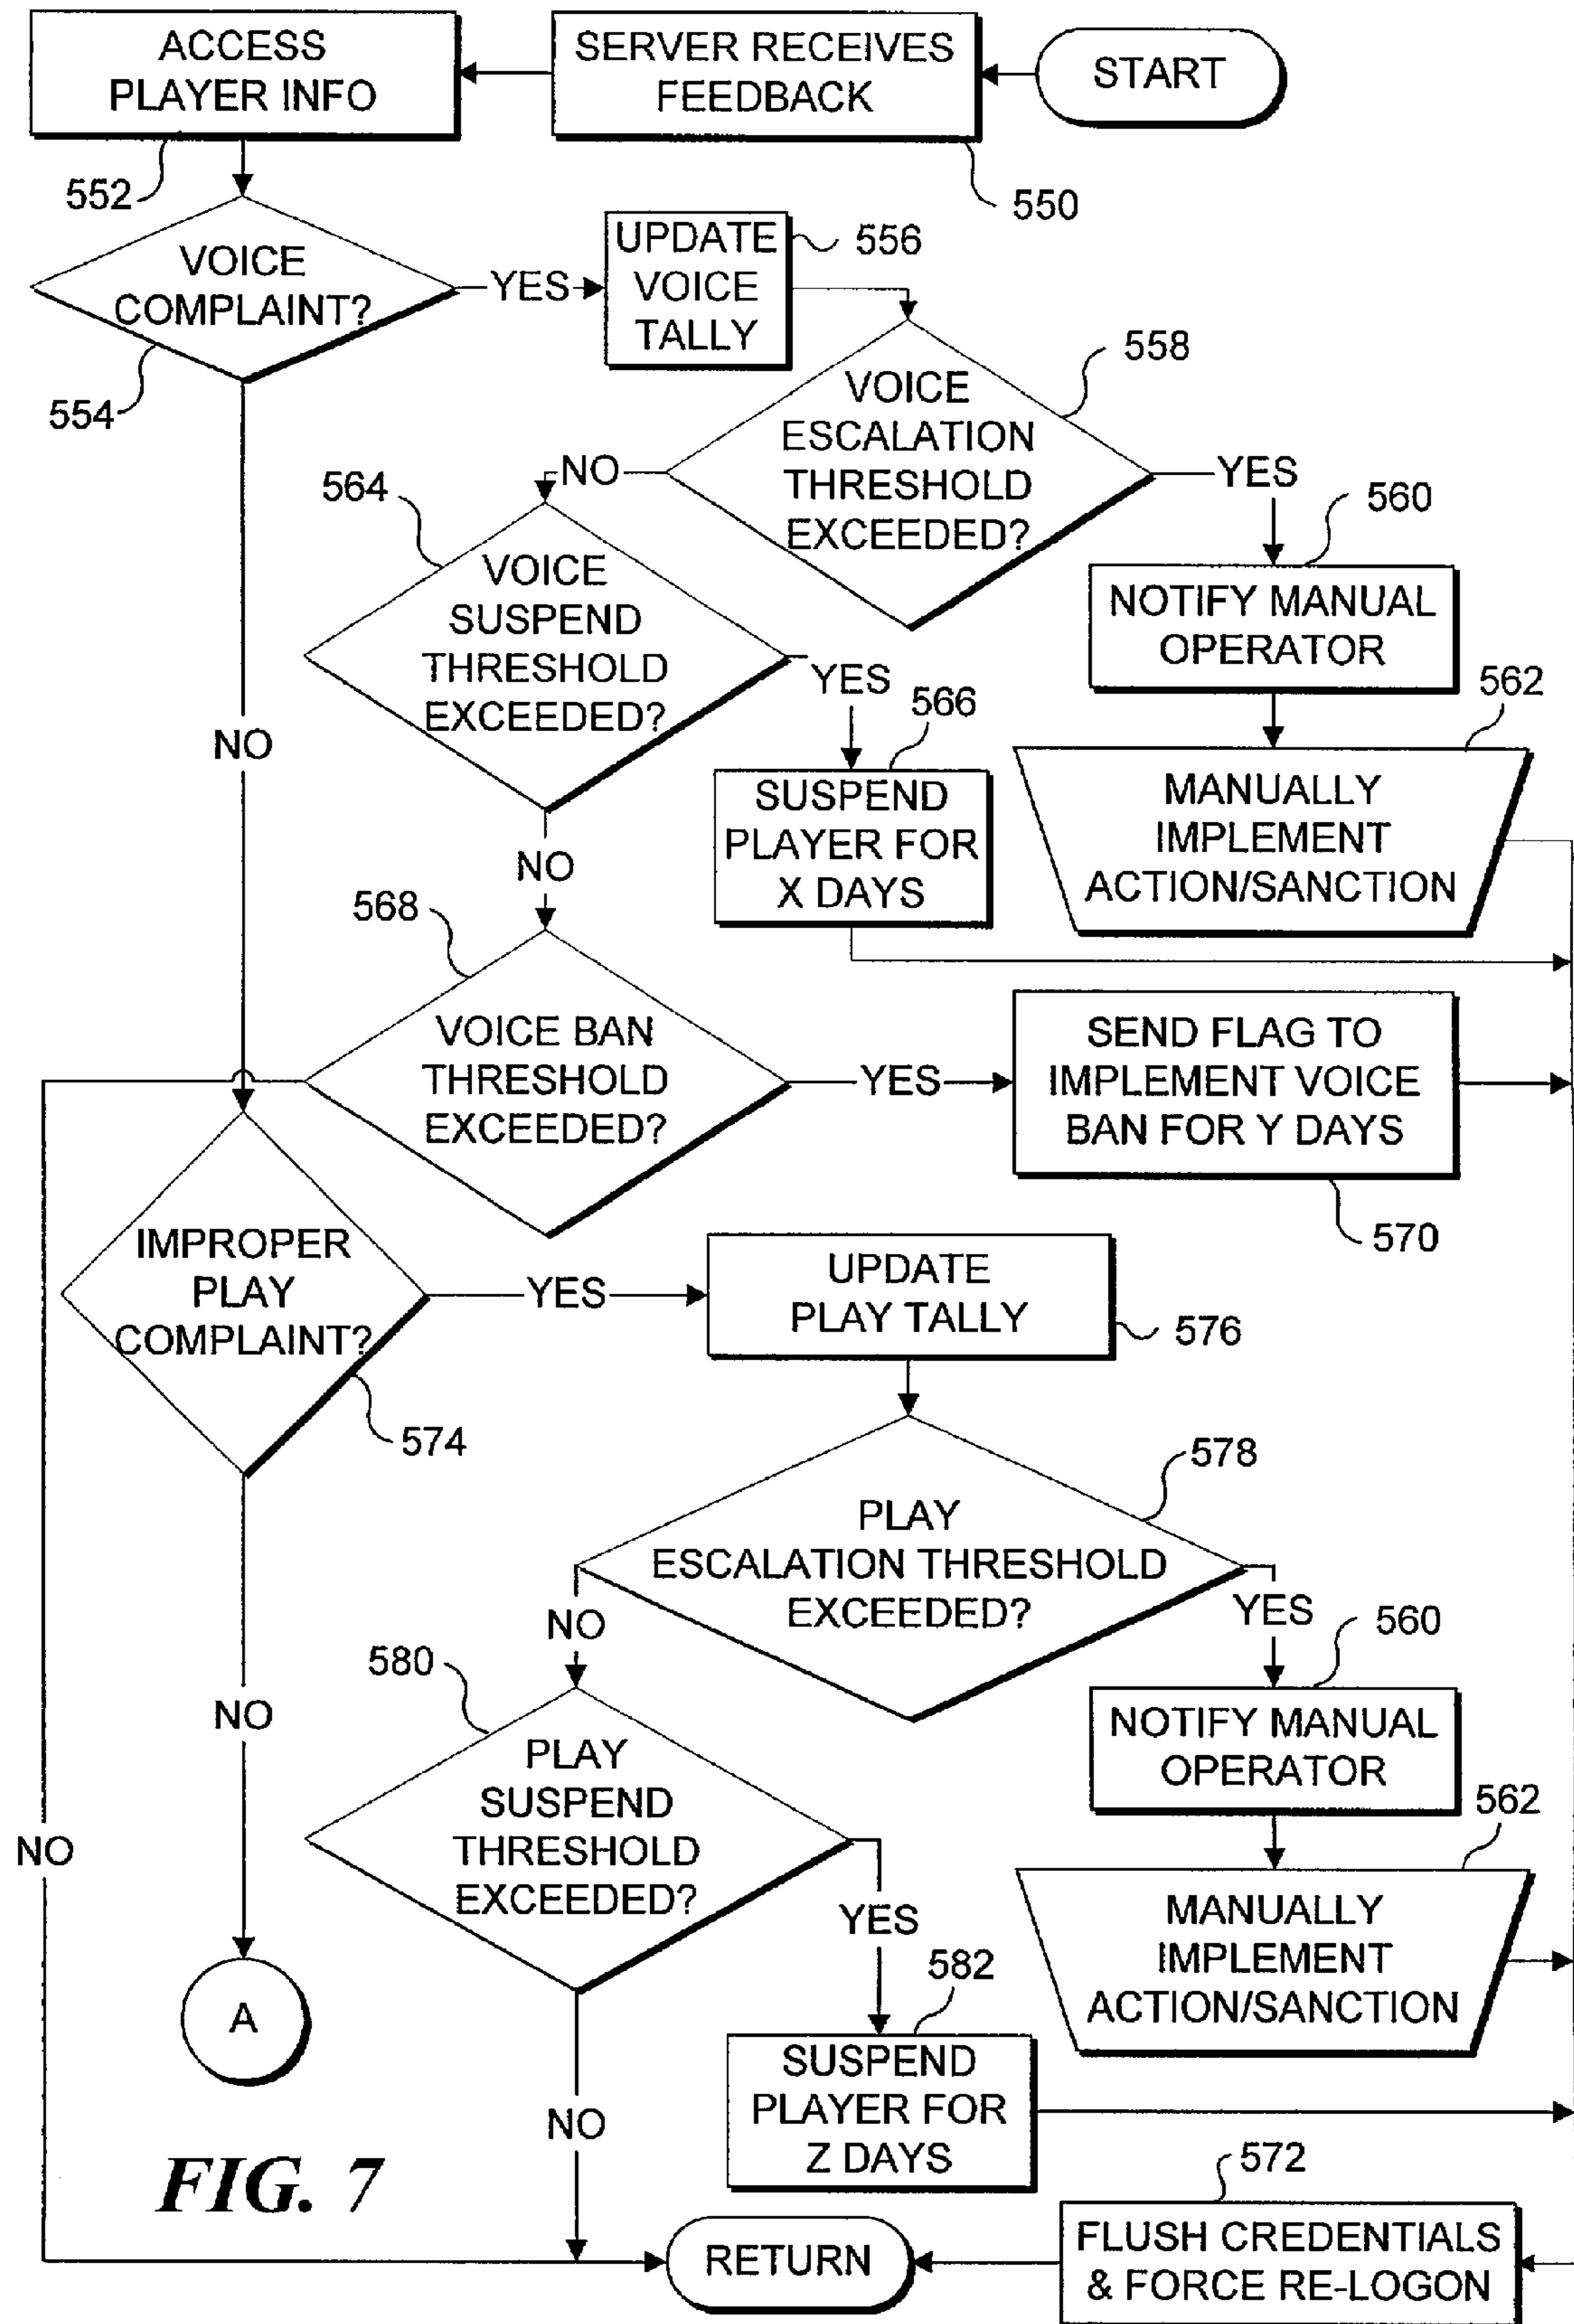 ACCESS
PLAYER INFO
SERVER RECEIVES
FEEDBACK
START
552
550
VOICE
COMPLAINT?
554
YES
UPDATE
VOICE
TALLY
556
558
VOICE
ESCALATION
THRESHOLD
EXCEEDED?
NO
YES
564
560
VOICE
SUSPEND
THRESHOLD
EXCEEDED?
NOTIFY MANUAL
OPERATOR
YES
566
562
NO
SUSPEND
PLAYER FOR
X DAYS
MANUALLY
IMPLEMENT
ACTION/SANCTION
NO
568
VOICE BAN
THRESHOLD
EXCEEDED?
YES
SEND FLAG TO
IMPLEMENT VOICE
BAN FOR Y DAYS
570
IMPROPER
PLAY
COMPLAINT?
YES
UPDATE
PLAY TALLY
576
574
578
PLAY
ESCALATION THRESHOLD
EXCEEDED?
NO
YES
560
580
NO
NOTIFY MANUAL
OPERATOR
PLAY
SUSPEND
THRESHOLD
EXCEEDED?
562
NO
YES
MANUALLY
IMPLEMENT
ACTION/SANCTION
582
A
SUSPEND
PLAYER FOR
Z DAYS
NO
FIG. 7
572
RETURN
FLUSH CREDENTIALS
& FORCE RE-LOGON